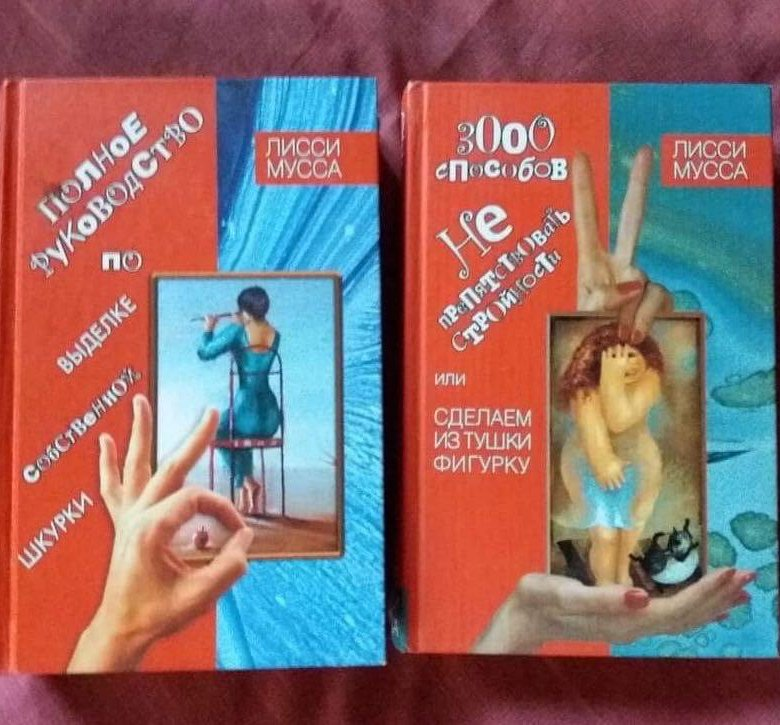 ПОЛНОЕ
РУКОВОДСТВО
ПО
ВЫДЕЛКЕ
СОБСТВЕННОЙ
ШКУРКИ
ЛИССИ
МУССА
3000
СПОСОБОВ
Не
ПРЕПЯТСТВОВАТЬ
СТРОЙНОСТИ
ИЛИ
СДЕЛАЕМ
ИЗ ТУШКИ
ФИГУРКУ
ЛИССИ
МУССА